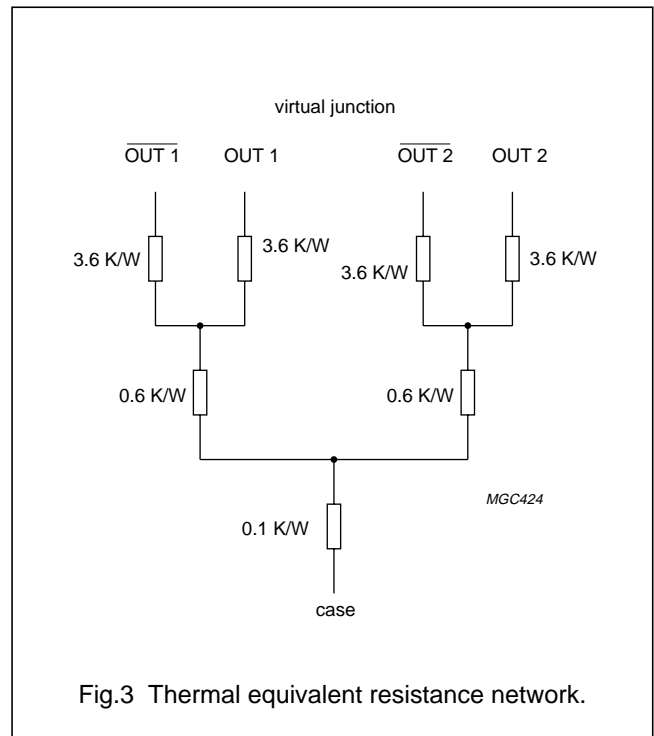 virtual junction
OUT 1 OUT 1 OUT 2 OUT 2
3.6 K/W 3.6 K/W 3.6 K/W 3.6 K/W
0.6 K/W 0.6 K/W
MGC424
0.1 K/W
case
Fig.3 Thermal equivalent resistance network.